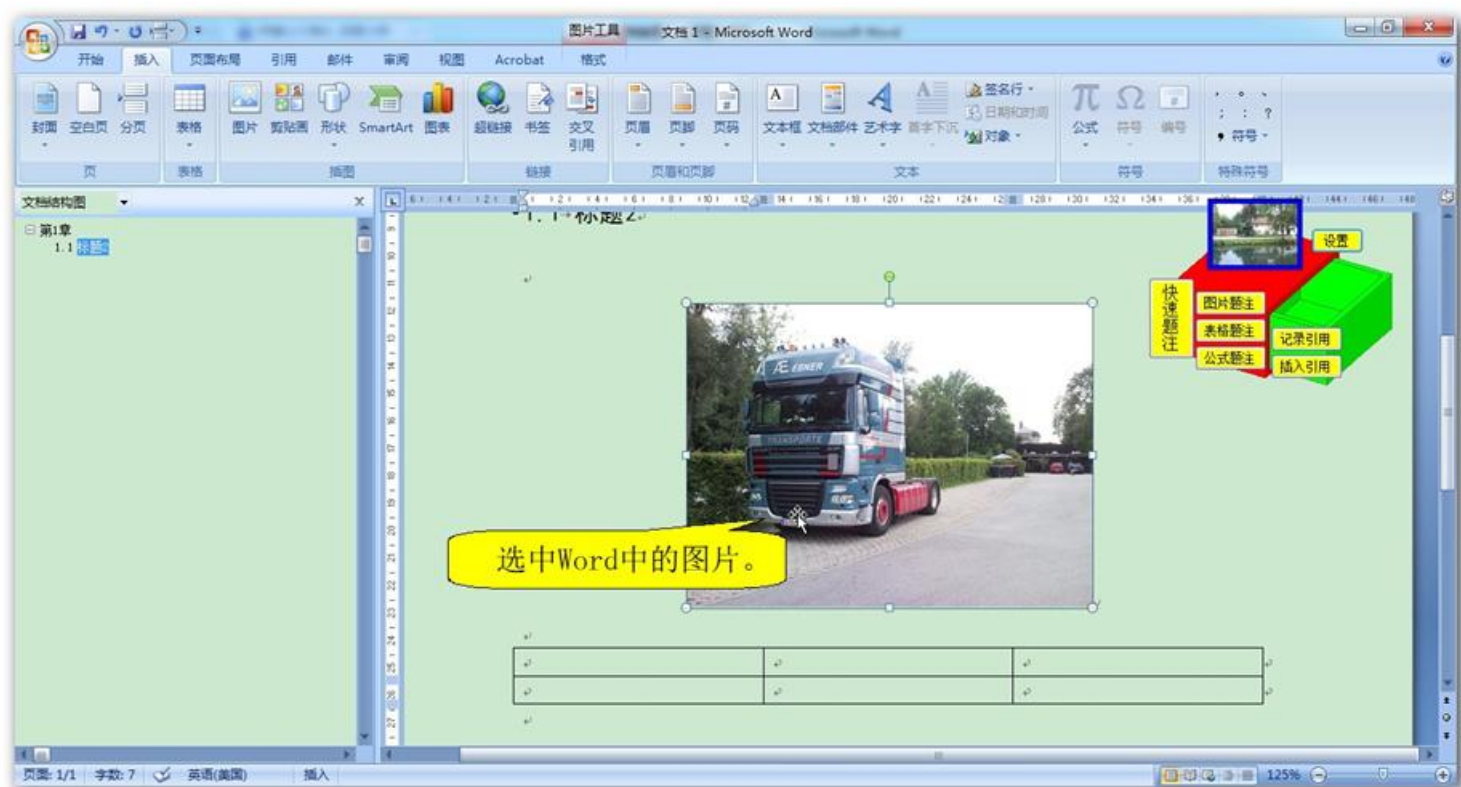 图片工具
文档 1 - Microsoft Word
开始 插入 页面布局 引用 邮件 审阅 视图 Acrobat 格式
封面 空白页 分页 表格 图片 剪贴画 形状 SmartArt 图表 超链接 书签 交叉引用 页眉 页脚 页码 文本框 文档部件 艺术字 首字下沉
签名行
日期和时间
对象
公式 符号 编号
符号
页 表格 插图 链接 页眉和页脚 文本 符号 特殊符号
文档结构图
第1章
1.1 标题2
1.1 标题2
设置
快速题注
图片题注
表格题注
公式题注
记录引用
插入引用
Æ EBNER
TRANSPORTE
选中Word中的图片。
页面: 1/1 字数: 7 英语(美国) 插入 125%